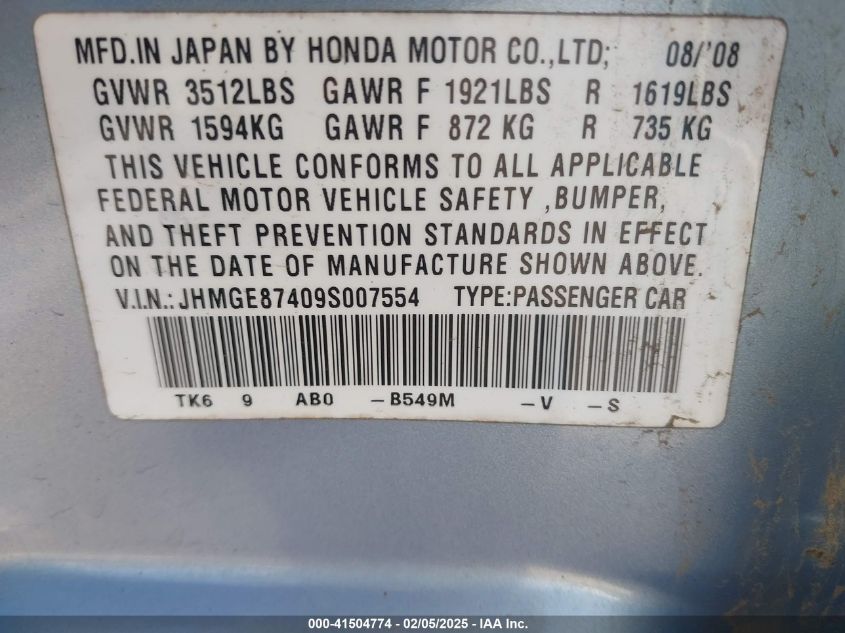 MFD.IN JAPAN BY HONDA MOTOR CO.,LTD; 08/'08
GVWR 3512LBS GAWR F 1921LBS R 1619LBS
GVWR 1594KG GAWR F 872 KG R 735 KG
THIS VEHICLE CONFORMS TO ALL APPLICABLE
FEDERAL MOTOR VEHICLE SAFETY ,BUMPER,
AND THEFT PREVENTION STANDARDS IN EFFECT
ON THE DATE OF MANUFACTURE SHOWN ABOVE.
V.I.N.: JHMGE87409S007554 TYPE:PASSENGER CAR
TK6 9 AB0 -B549M -V -S
000-41504774 - 02/05/2025 - IAA Inc.